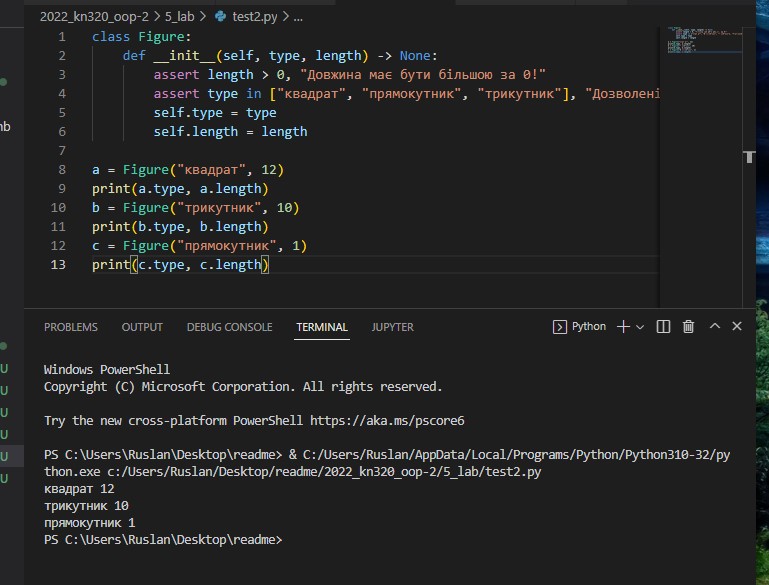 2022_kn320_oop-2 > 5_lab > test2.py > ...
1 class Figure:
2 def __init__(self, type, length) -> None:
3 assert length > 0, "Довжина має бути більшою за 0!"
4 assert type in ["квадрат", "прямокутник", "трикутник"], "Дозволені
5 self.type = type
6 self.length = length
7
8 a = Figure("квадрат", 12)
9 print(a.type, a.length)
10 b = Figure("трикутник", 10)
11 print(b.type, b.length)
12 c = Figure("прямокутник", 1)
13 print(c.type, c.length)
nb
PROBLEMS OUTPUT DEBUG CONSOLE TERMINAL JUPYTER Python
Windows PowerShell
Copyright (C) Microsoft Corporation. All rights reserved.
Try the new cross-platform PowerShell https://aka.ms/pscore6
PS C:\Users\Ruslan\Desktop\readme> & C:/Users/Ruslan/AppData/Local/Programs/Python/Python310-32/py
thon.exe c:/Users/Ruslan/Desktop/readme/2022_kn320_oop-2/5_lab/test2.py
квадрат 12
трикутник 10
прямокутник 1
PS C:\Users\Ruslan\Desktop\readme>
U
U
U
U
U
U